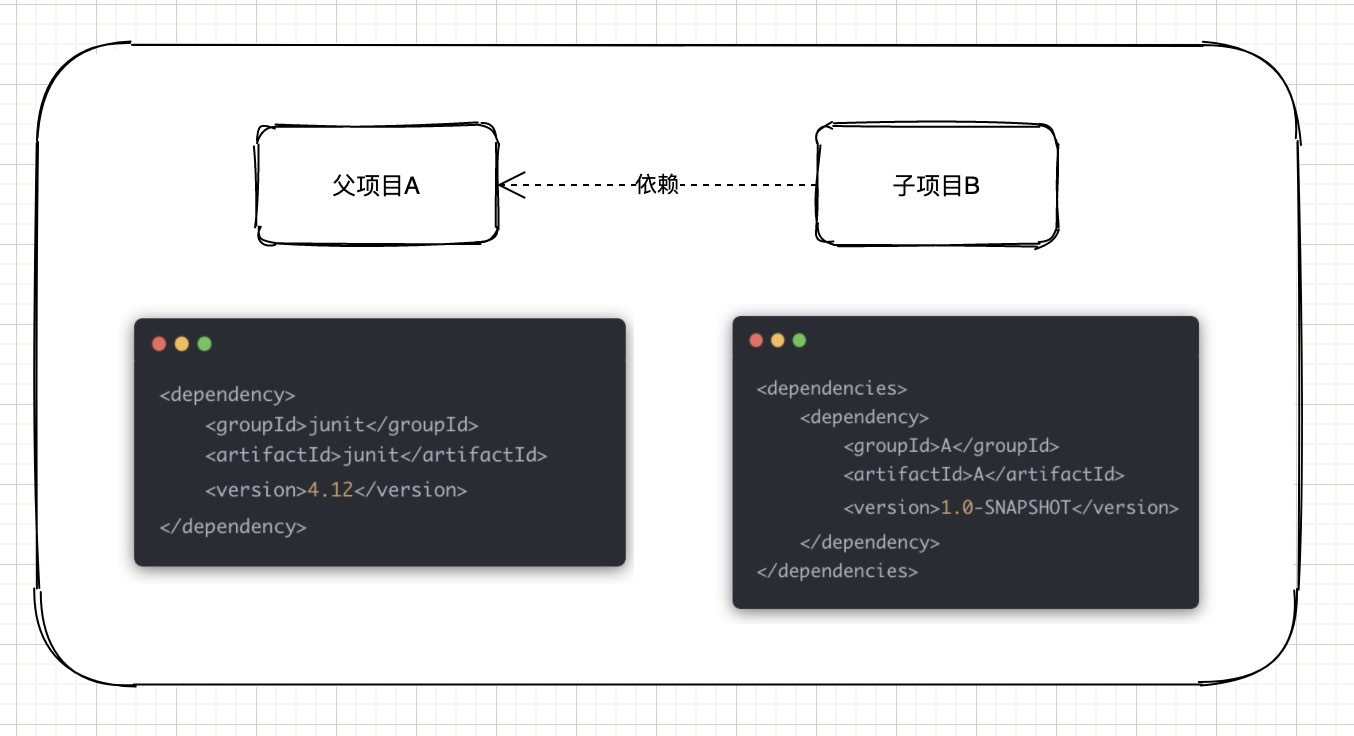 父项目A
依赖
子项目B
<dependency>
<groupId>junit</groupId>
<artifactId>junit</artifactId>
<version>4.12</version>
</dependency>
<dependencies>
<dependency>
<groupId>A</groupId>
<artifactId>A</artifactId>
<version>1.0-SNAPSHOT</version>
</dependency>
</dependencies>